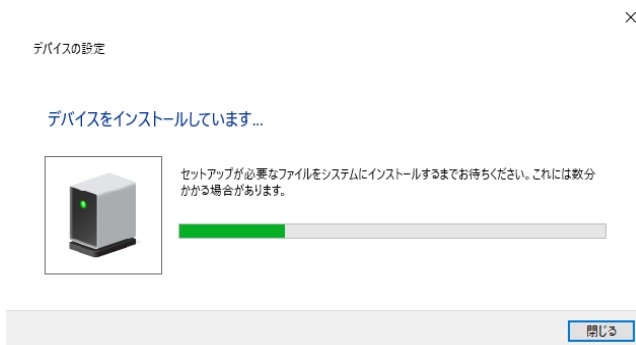 デバイスの設定
デバイスをインストールしています...
セットアップが必要なファイルをシステムにインストールするまでお待ちください。これには数分
かかる場合があります。
閉じる